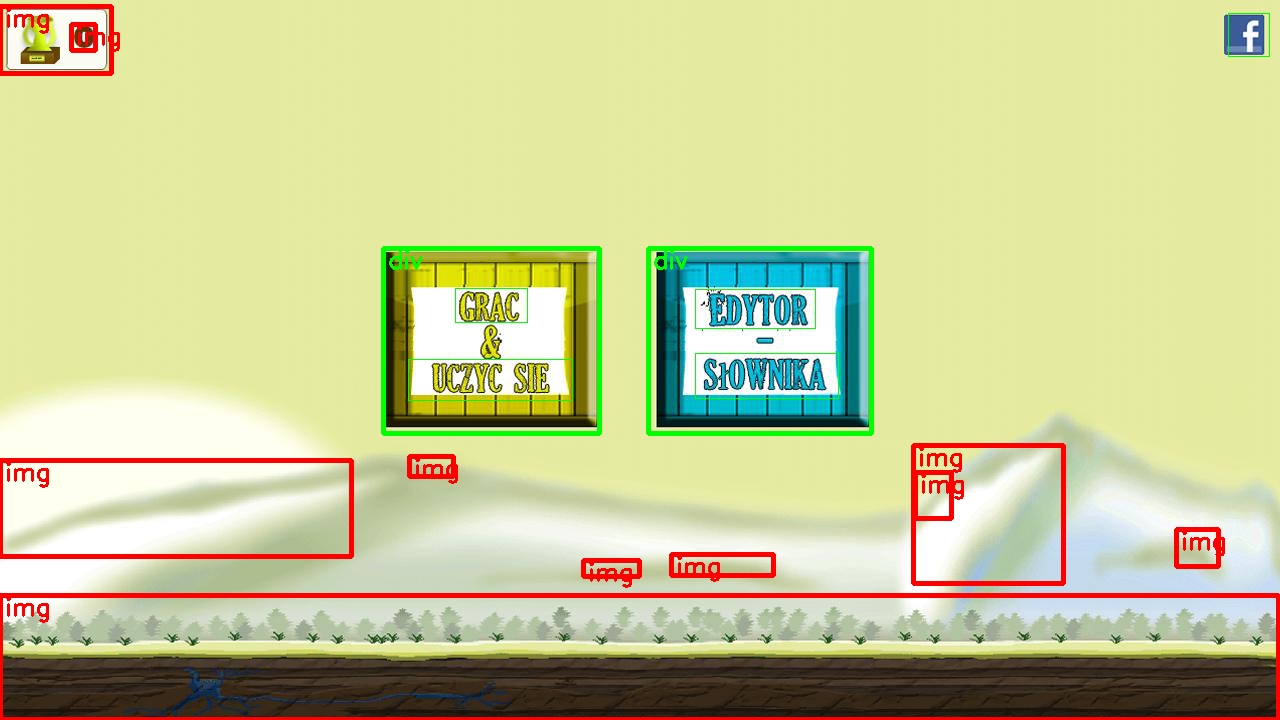 img
img
f
div
GRAC
&
UCZYC SIE
div
EDYTOR
-
SŁOWNIKA
img
img
img
img
img
img
img
img